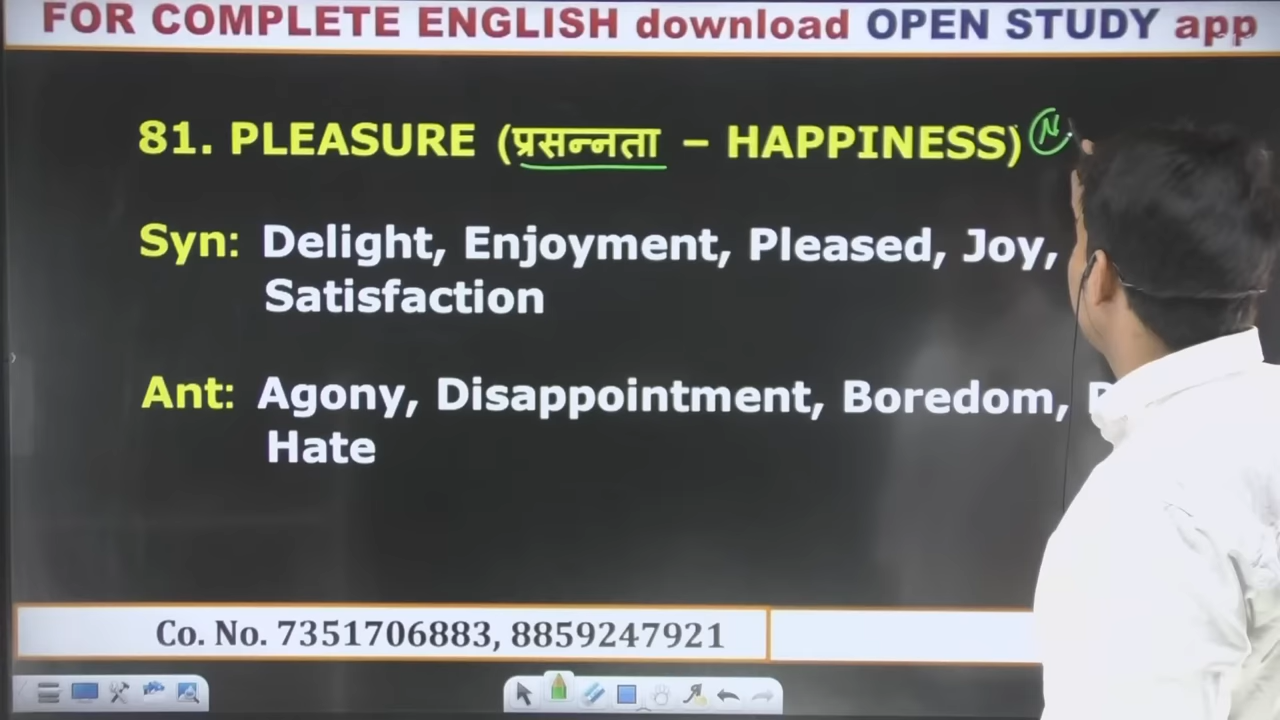 FOR COMPLETE ENGLISH download OPEN STUDY app
81. PLEASURE (प्रसन्नता – HAPPINESS) N
Syn: Delight, Enjoyment, Pleased, Joy,
Satisfaction
Ant: Agony, Disappointment, Boredom,
Hate
Co. No. 7351706883, 8859247921